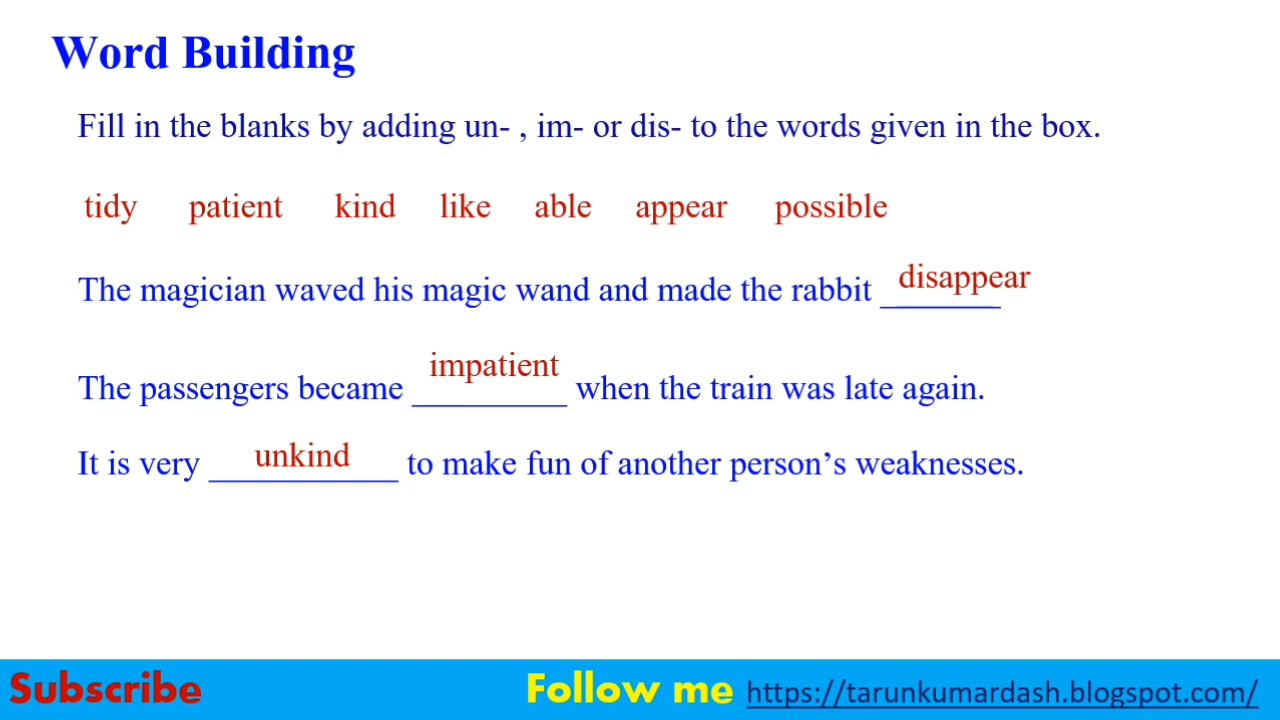 Word Building
Fill in the blanks by adding un- , im- or dis- to the words given in the box.
tidy patient kind like able appear possible
The magician waved his magic wand and made the rabbit disappear
The passengers became impatient when the train was late again.
It is very unkind to make fun of another person’s weaknesses.
Subscribe Follow me https://tarunkumardash.blogspot.com/